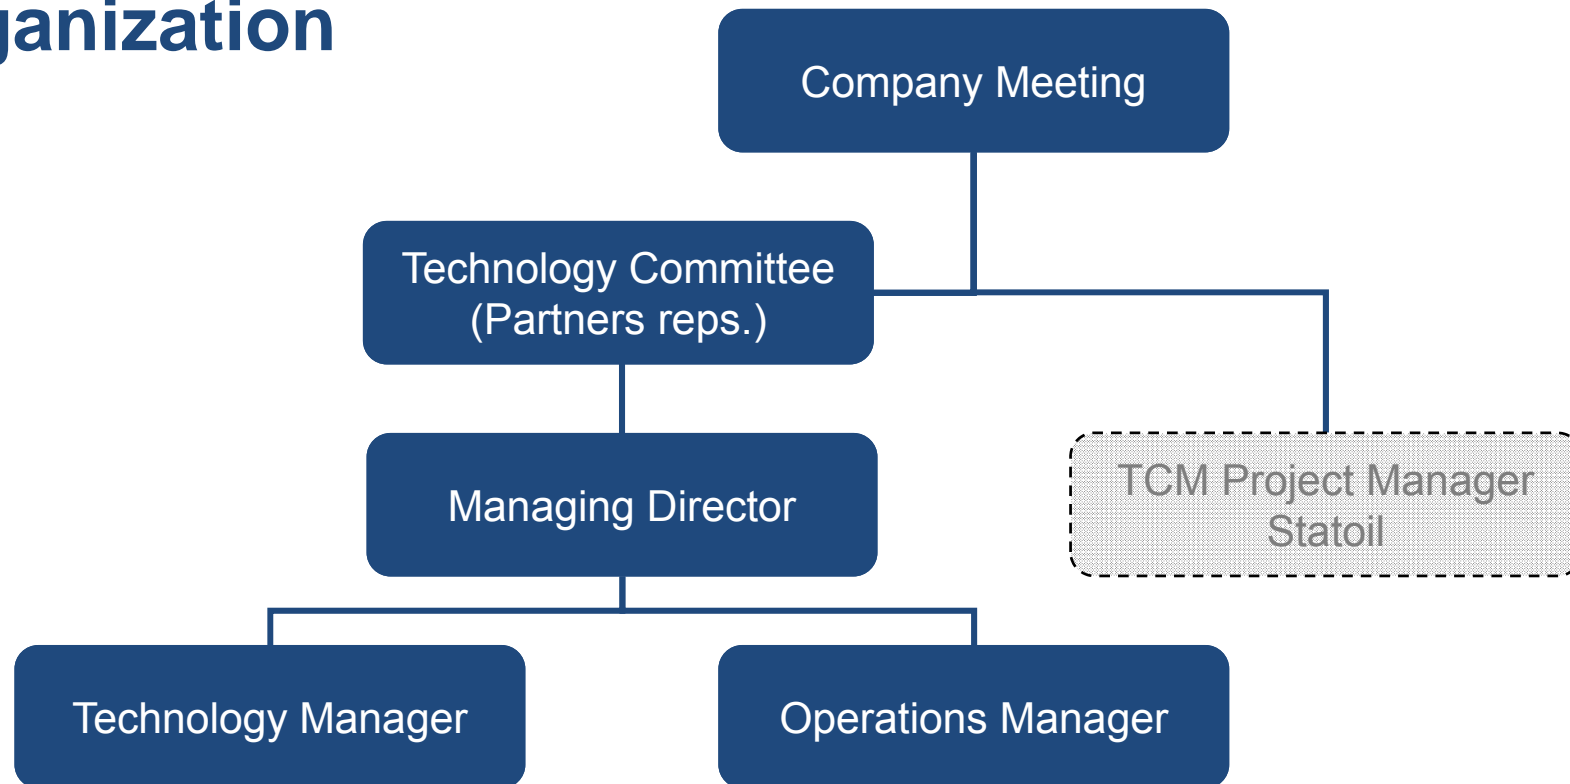 ganization
Company Meeting
Technology Committee
(Partners reps.)
Managing Director
TCM Project Manager
Statoil
Technology Manager
Operations Manager